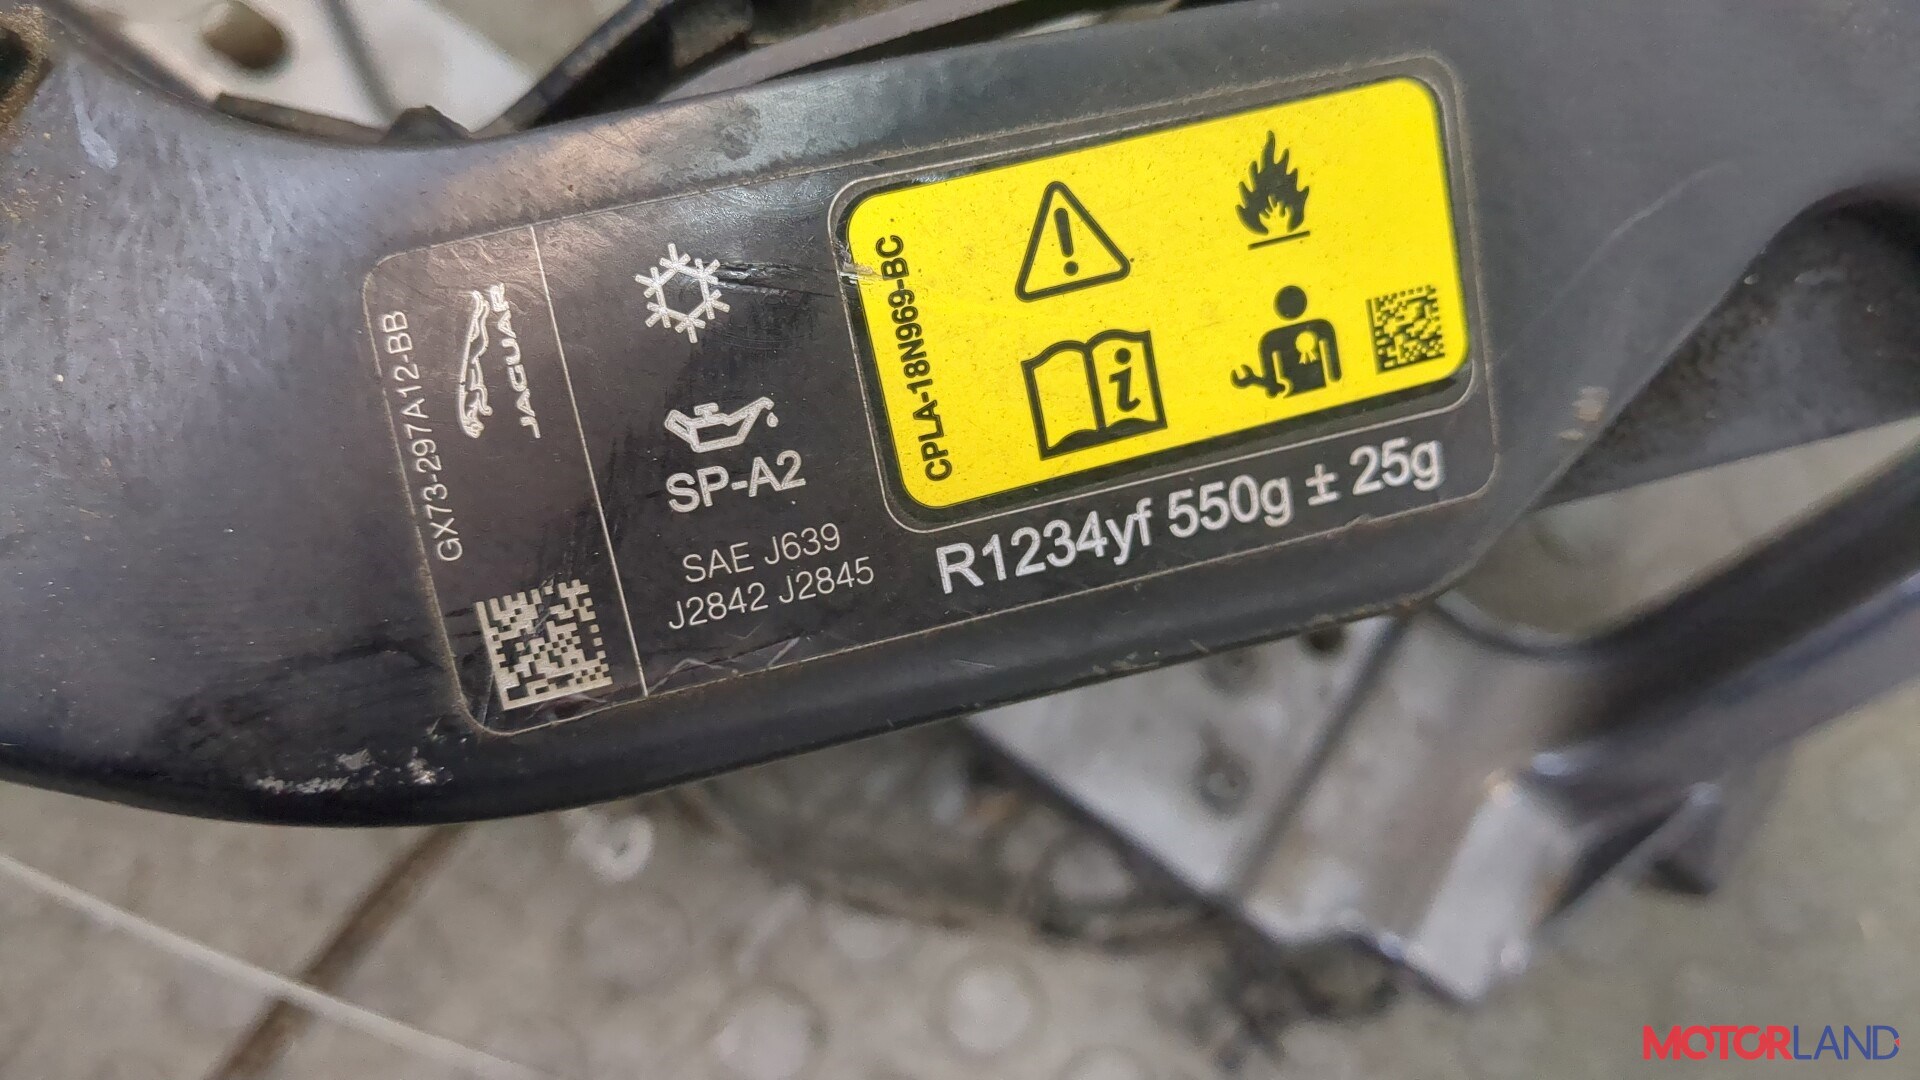 GX73-297A12-BB
JAGUAR
SP-A2
SAE J639
J2842 J2845
CPLA-18N969-BC
R1234yf 550g ± 25g
MOTORLAND